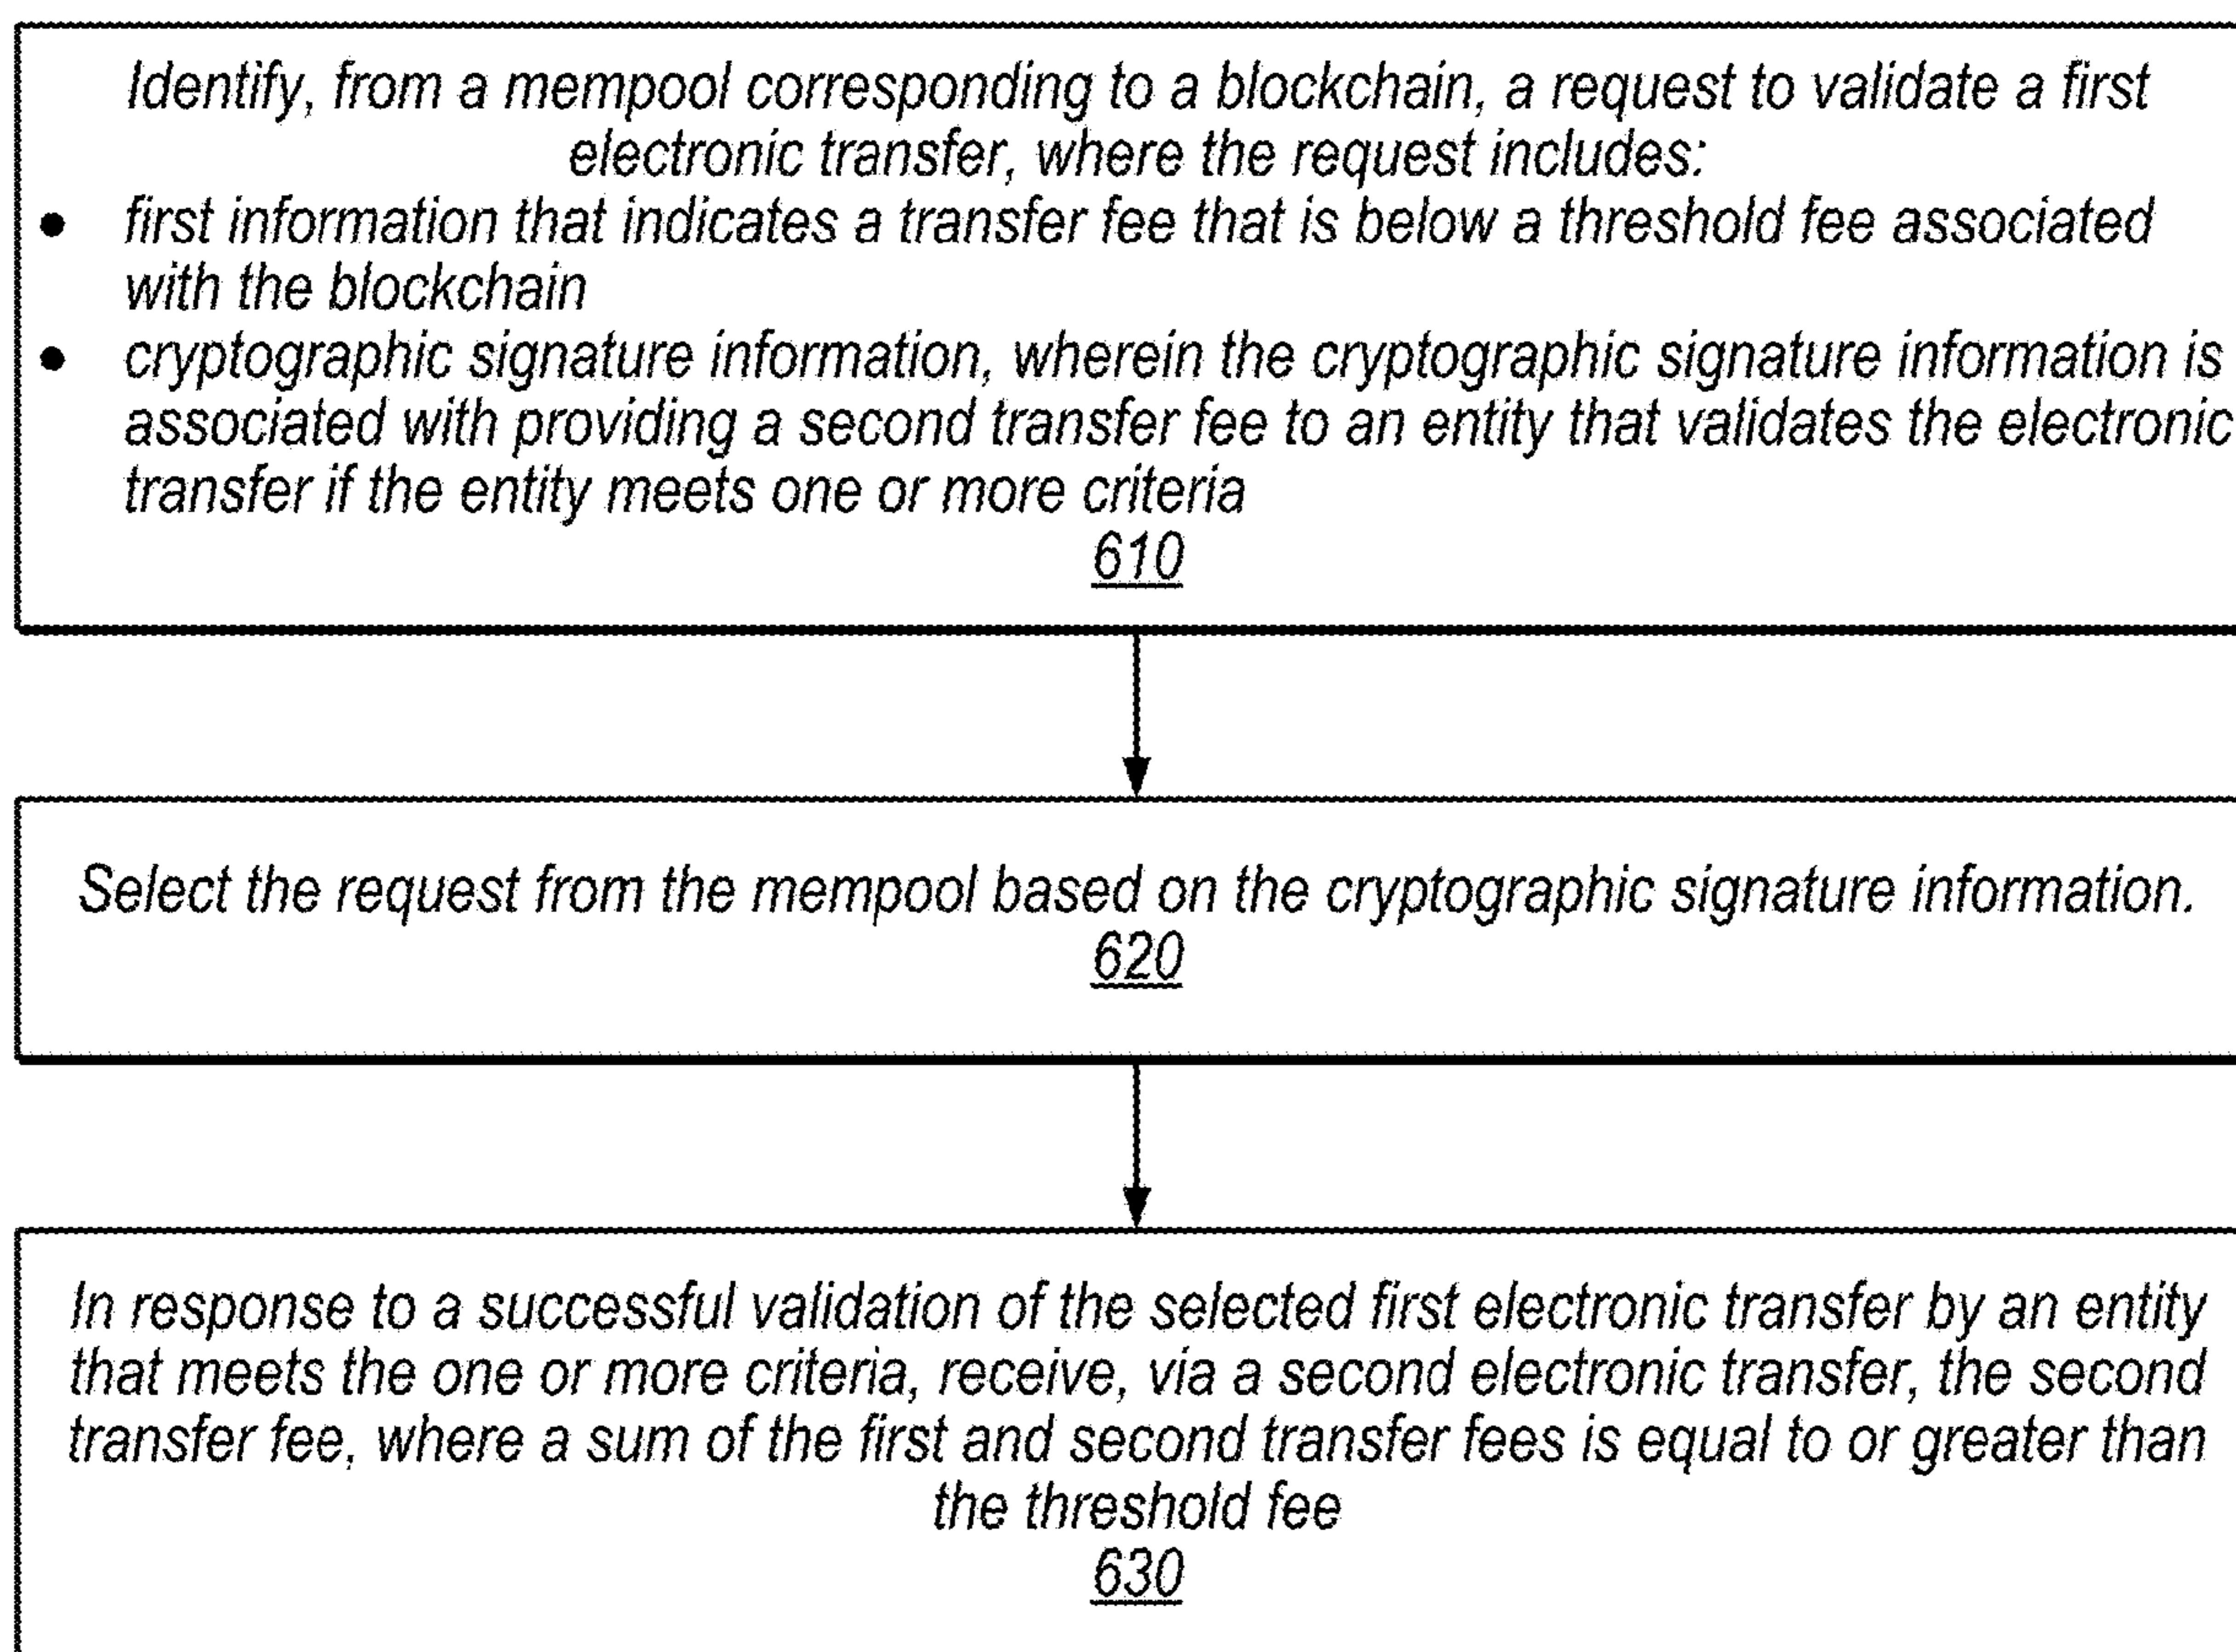 Identify, from a mempool corresponding to a blockchain, a request to validate a first
electronic transfer, where the request includes:
• first information that indicates a transfer fee that is below a threshold fee associated
with the blockchain
• cryptographic signature information, wherein the cryptographic signature information is
associated with providing a second transfer fee to an entity that validates the electronic
transfer if the entity meets one or more criteria
610
Select the request from the mempool based on the cryptographic signature information.
620
In response to a successful validation of the selected first electronic transfer by an entity
that meets the one or more criteria, receive, via a second electronic transfer, the second
transfer fee, where a sum of the first and second transfer fees is equal to or greater than
the threshold fee
630